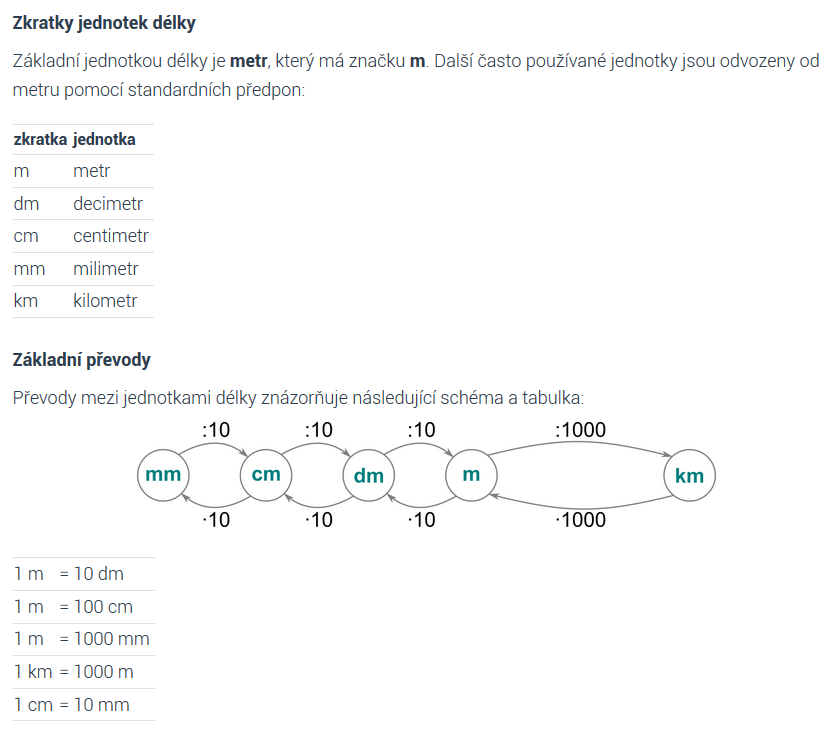 Zkratky jednotek délky
Základní jednotkou délky je metr, který má značku m. Další často používané jednotky jsou odvozeny od
metru pomocí standardních předpon:
zkratka jednotka
m metr
dm decimetr
cm centimetr
mm milimetr
km kilometr
Základní převody
Převody mezi jednotkami délky znázorňuje následující schéma a tabulka:
:10 :10 :10 :1000
mm cm dm m km
·10 ·10 ·10 ·1000
1 m = 10 dm
1 m = 100 cm
1 m = 1000 mm
1 km = 1000 m
1 cm = 10 mm